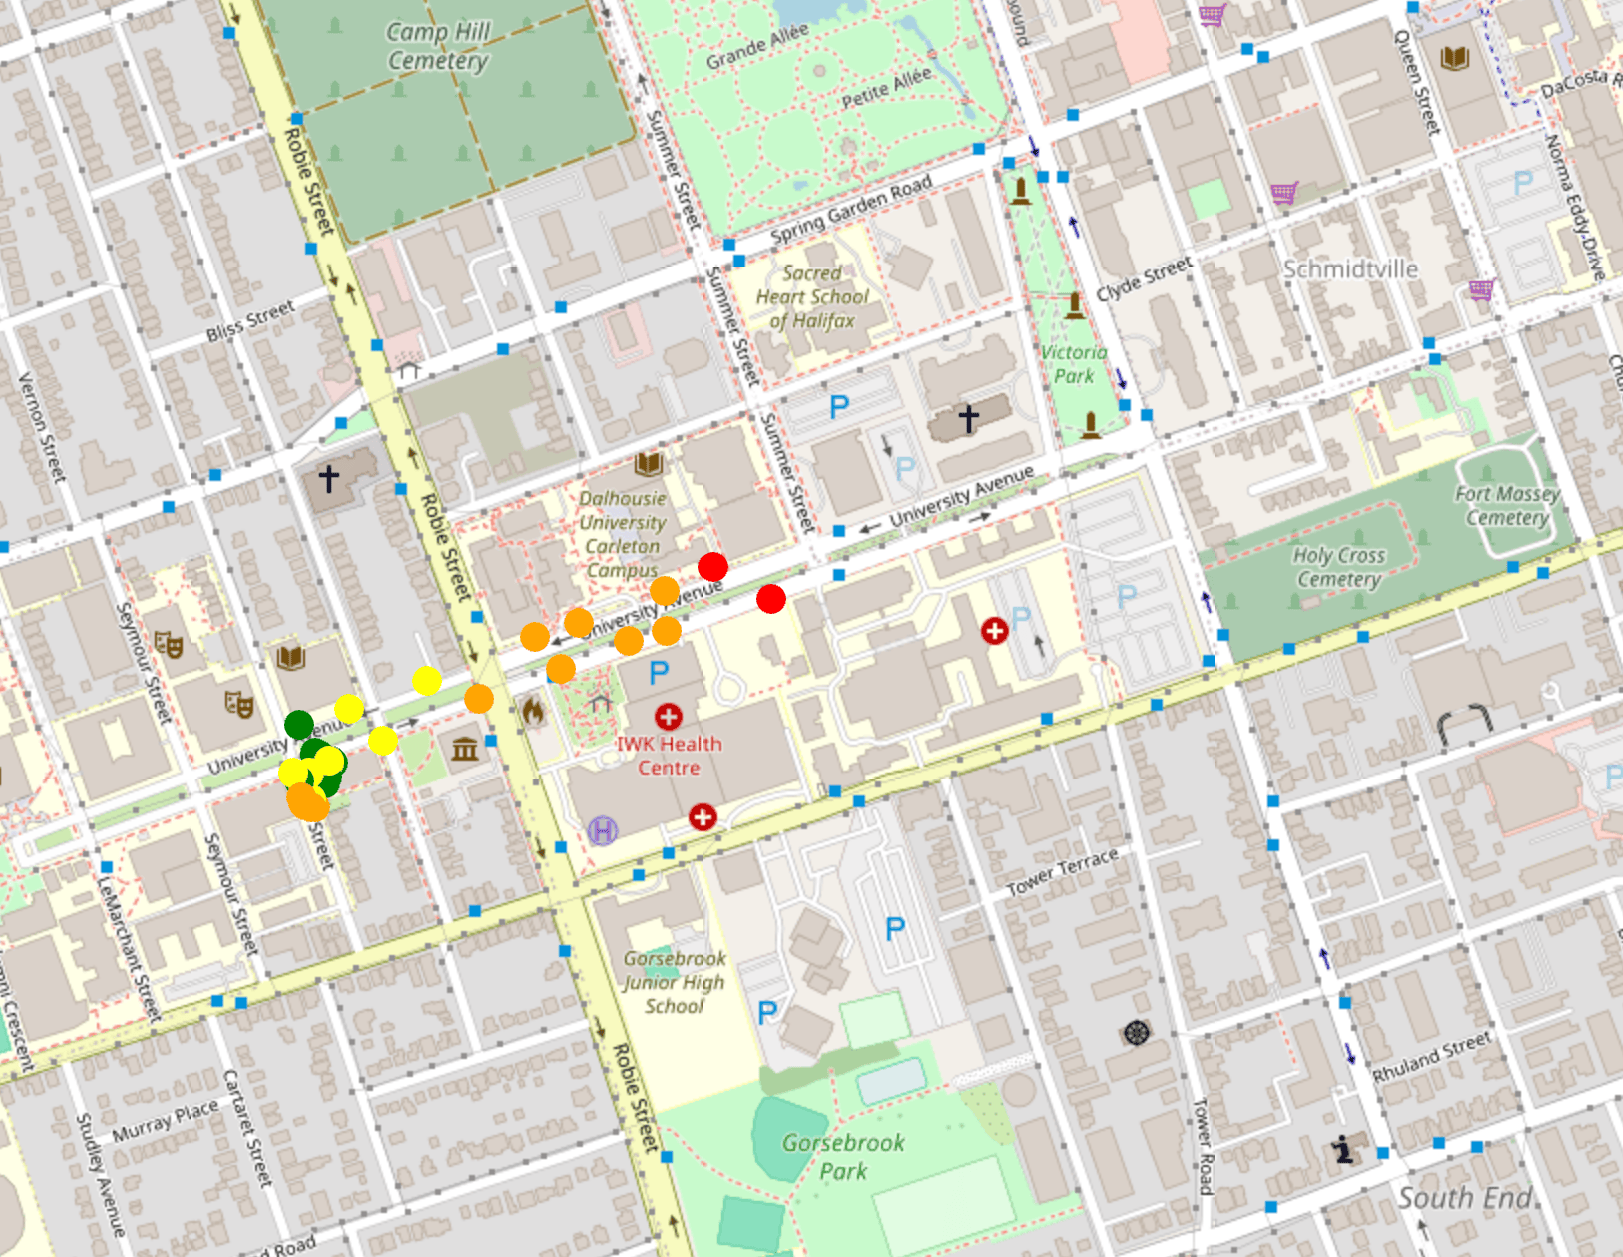 Camp Hill
Cemetery
Grande Allée
Petite Allée
Queen Street
DaCosta R
Summer Street
Robie Street
Norma Eddy Drive
P
Spring Garden Road
Sacred
Heart School
of Halifax
Clyde Street
Schmidtville
Bliss Street
Summer Street
Victoria
Park
Vernon Street
P
Summer Street
P
University Avenue
Dalhousie
University
Carleton
Campus
Robie Street
Fort Massey
Cemetery
Holy Cross
Cemetery
University Avenue
P
P
Seymour Street
P
University Avenue
IWK Health
Centre
P
H
Street
Seymour Street
LeMarchant Street
Tower Terrace
P
Gorsebrook
Junior High
School
P
Crescent
Robie Street
Rhuland Street
Murray Place
Cartaret Street
Studley Avenue
Tower Road
Gorsebrook
Park
South End
d Road